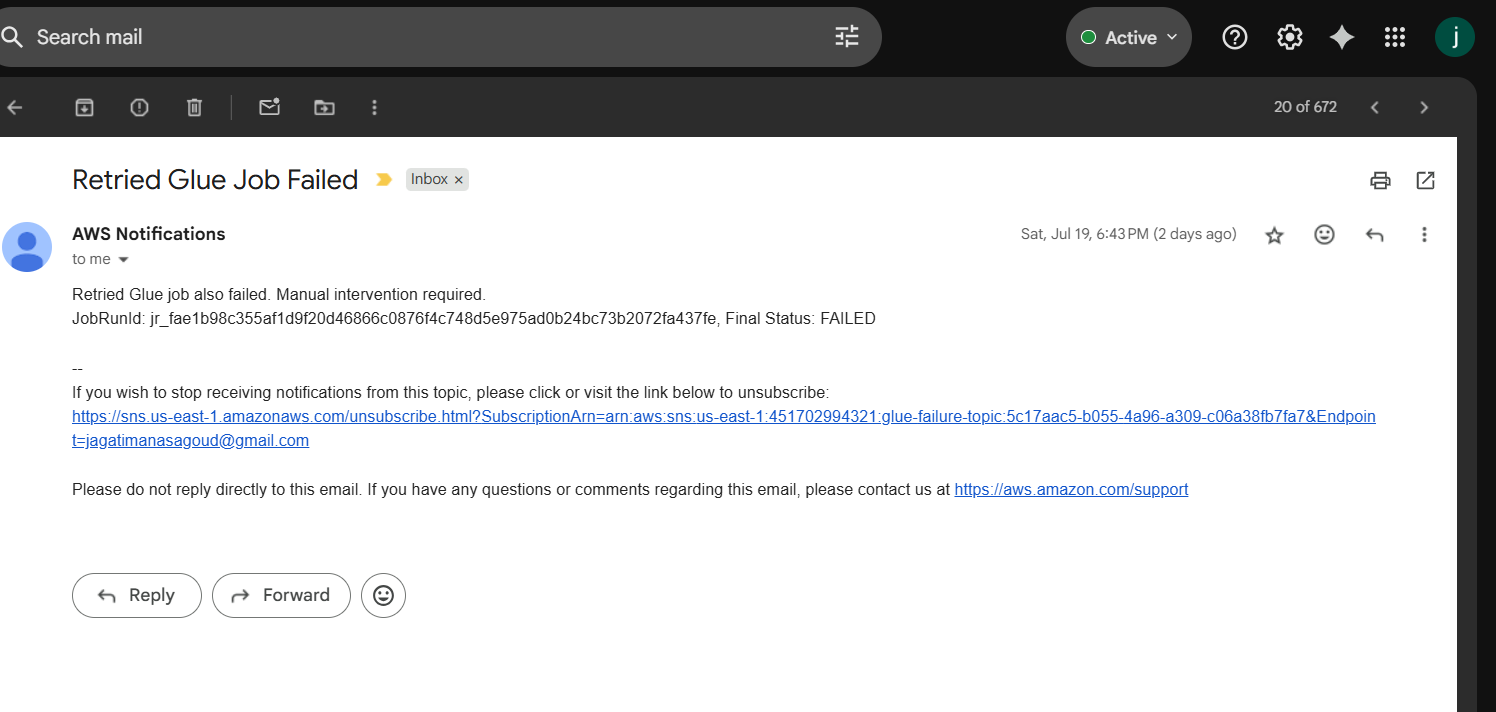 Search mail
Active
j
20 of 672
Retried Glue Job Failed
Inbox ×
AWS Notifications
Sat, Jul 19, 6:43 PM (2 days ago)
to me
Retried Glue job also failed. Manual intervention required.
JobRunId: jr_fae1b98c355af1d9f20d46866c0876f4c748d5e975ad0b24bc73b2072fa437fe, Final Status: FAILED
--
If you wish to stop receiving notifications from this topic, please click or visit the link below to unsubscribe:
https://sns.us-east-1.amazonaws.com/unsubscribe.html?SubscriptionArn=arn:aws:sns:us-east-1:451702994321:glue-failure-topic:5c17aac5-b055-4a96-a309-c06a38fb7fa7&Endpoin
t=jagatimanasagoud@gmail.com
Please do not reply directly to this email. If you have any questions or comments regarding this email, please contact us at https://aws.amazon.com/support
Reply
Forward